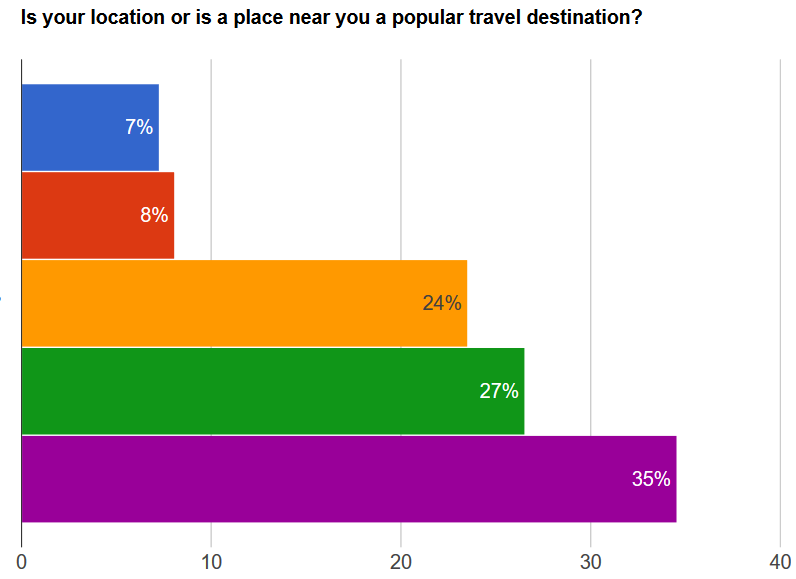 Is your location or is a place near you a popular travel destination?
7%
8%
24%
27%
35%
0 10 20 30 40